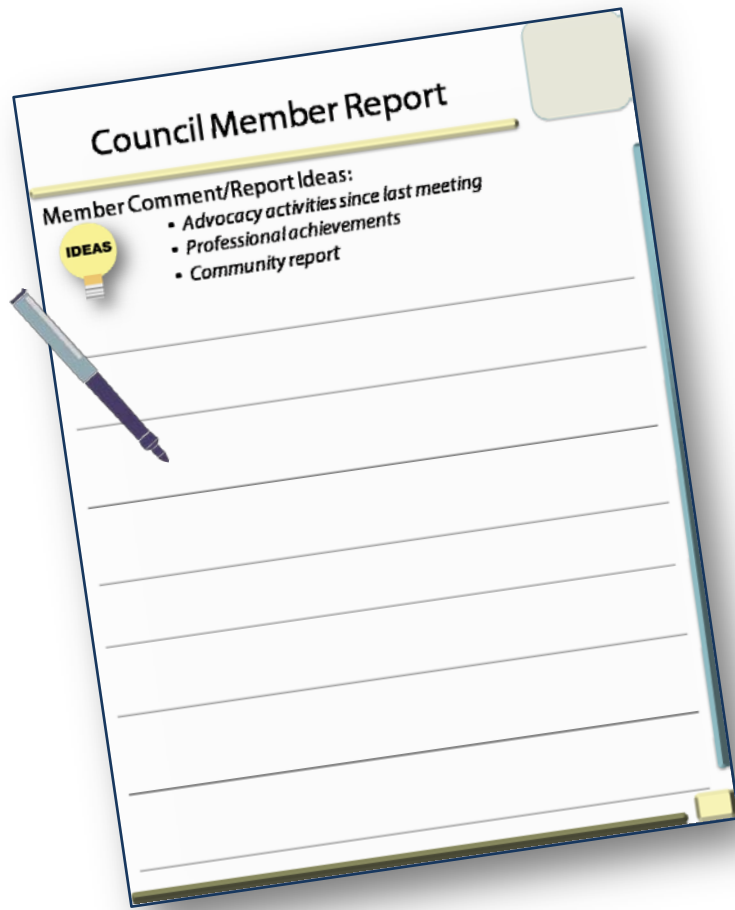 Council Member Report
Member Comment/Report Ideas:
IDEAS
▪ Advocacy activities since last meeting
▪ Professional achievements
▪ Community report